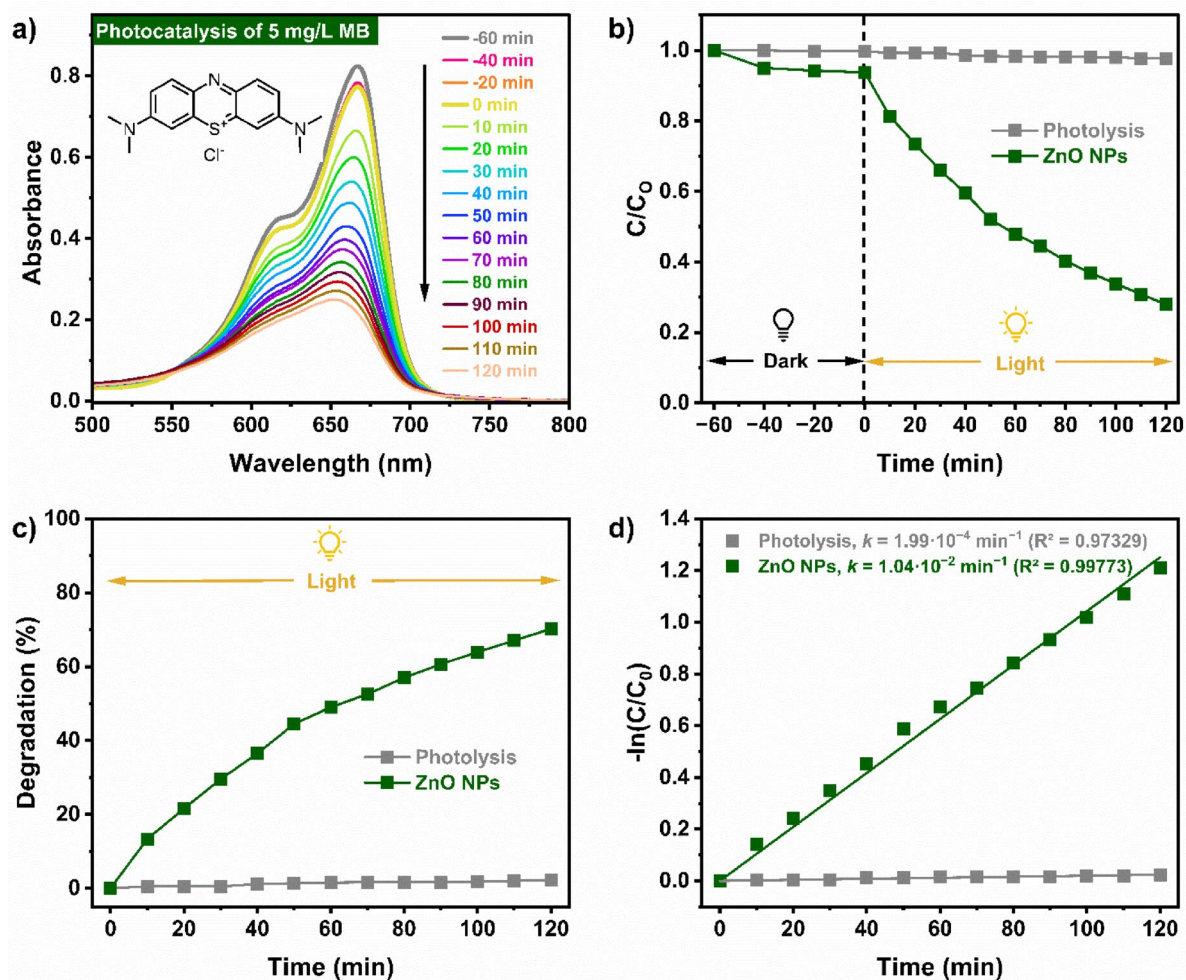 a)
Photocatalysis of 5 mg/L MB
-60 min
-40 min
-20 min
0 min
10 min
20 min
30 min
40 min
50 min
60 min
70 min
80 min
90 min
100 min
110 min
120 min
N
N
S⁺
N
Cl⁻
Absorbance
0.8
0.6
0.4
0.2
0.0
500
550
600
650
700
750
800
Wavelength (nm)
b)
C/C₀
1.0
0.8
0.6
0.4
0.2
0.0
Photolysis
ZnO NPs
Dark
Light
−60
−40
−20
0
20
40
60
80
100
120
Time (min)
c)
Degradation (%)
100
80
60
40
20
0
Light
Photolysis
ZnO NPs
0
20
40
60
80
100
120
Time (min)
d)
-ln(C/C₀)
1.4
1.2
1.0
0.8
0.6
0.4
0.2
0.0
Photolysis, k = 1.99·10⁻⁴ min⁻¹ (R² = 0.97329)
ZnO NPs, k = 1.04·10⁻² min⁻¹ (R² = 0.99773)
0
20
40
60
80
100
120
Time (min)